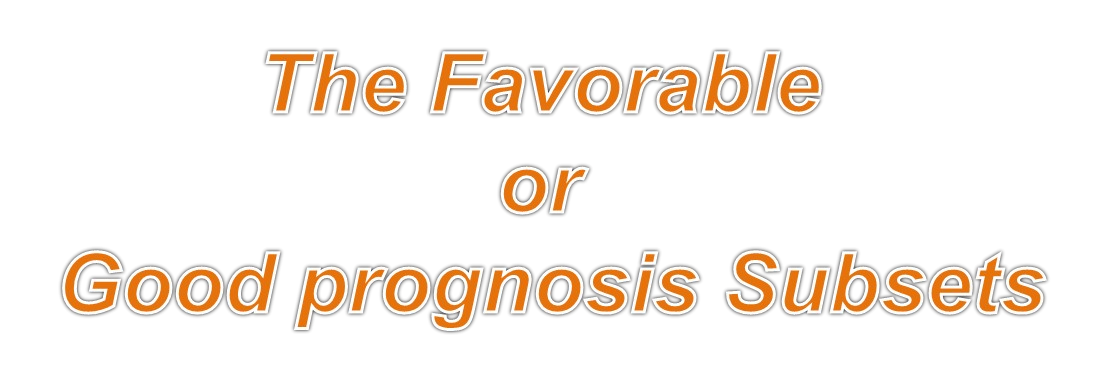 The Favorable
or
Good prognosis Subsets